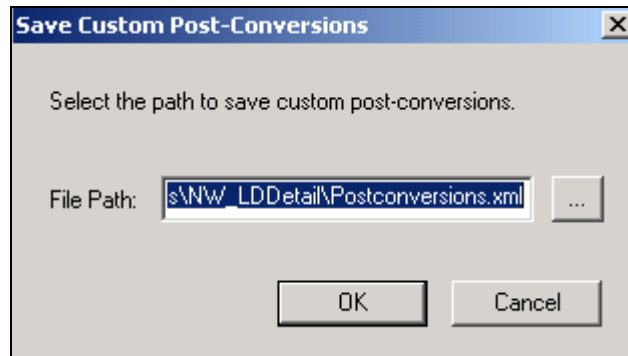 Save Custom Post-Conversions
Select the path to save custom post-conversions.
File Path: s\NW_LDDetail\Postconversions.xml ...
OK Cancel